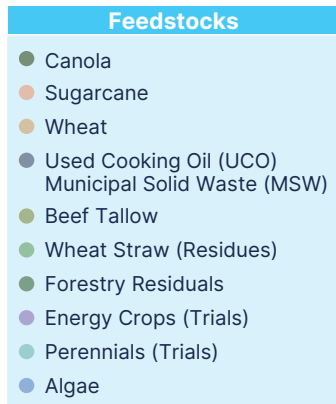 Feedstocks
Canola
Sugarcane
Wheat
Used Cooking Oil (UCO)
Municipal Solid Waste (MSW)
Beef Tallow
Wheat Straw (Residues)
Forestry Residuals
Energy Crops (Trials)
Perennials (Trials)
Algae